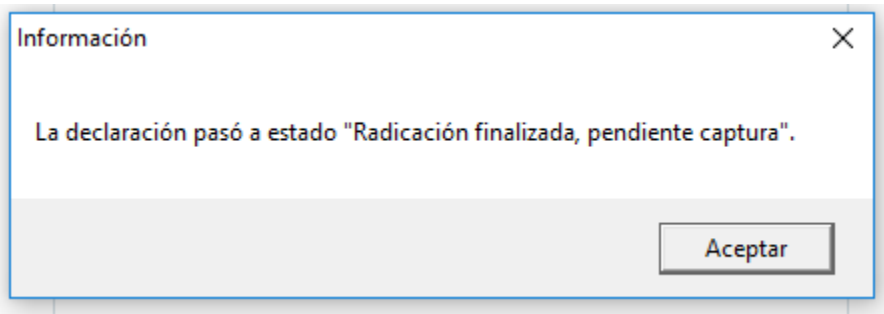 Información
La declaración pasó a estado "Radicación finalizada, pendiente captura".
Aceptar